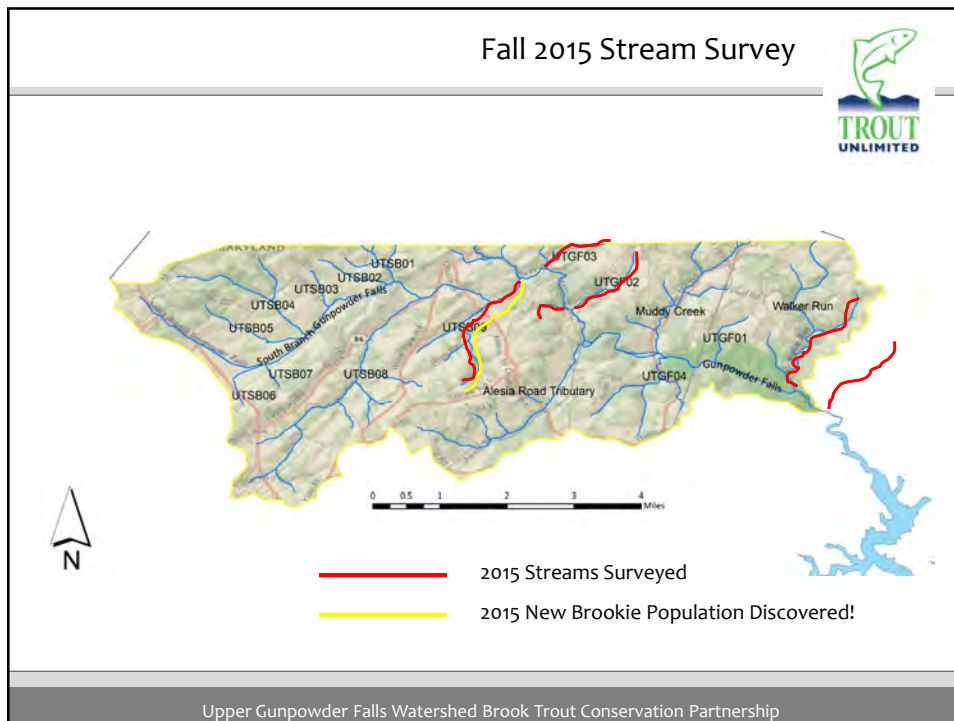 Fall 2015 Stream Survey
TROUT
UNLIMITED
MARYLAND
UTSB01
UTSB02
UTSB03
UTSB04
UTSB05
South Branch Gunpowder Falls
UTSB07
UTSB06
UTSB08
86
UTSB09
UTGF03
UTGF02
Muddy Creek
Walker Run
UTGF01
Gunpowder Falls
UTGF04
Alesia Road Tributary
0 0.5 1 2 3 4
Miles
N
2015 Streams Surveyed
2015 New Brookie Population Discovered!
Upper Gunpowder Falls Watershed Brook Trout Conservation Partnership